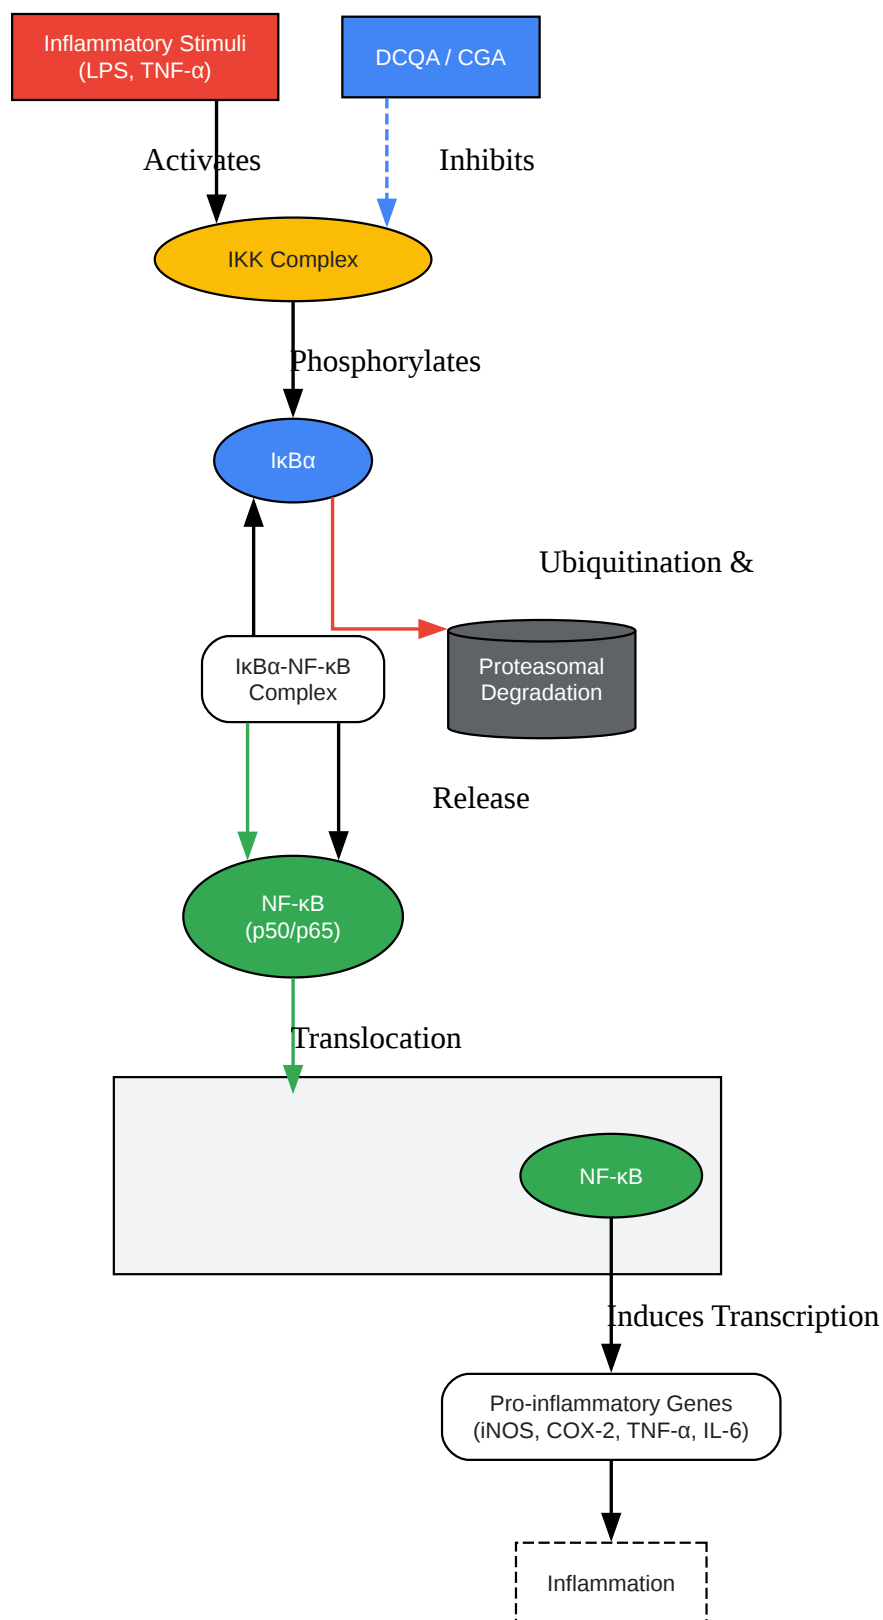 Inflammatory Stimuli
(LPS, TNF-α)
DCQA / CGA
Activates
Inhibits
IKK Complex
Phosphorylates
IκBα
Ubiquitination &
IκBα-NF-κB
Complex
Proteasomal
Degradation
Release
NF-κB
(p50/p65)
Translocation
NF-κB
Induces Transcription
Pro-inflammatory Genes
(iNOS, COX-2, TNF-α, IL-6)
Inflammation